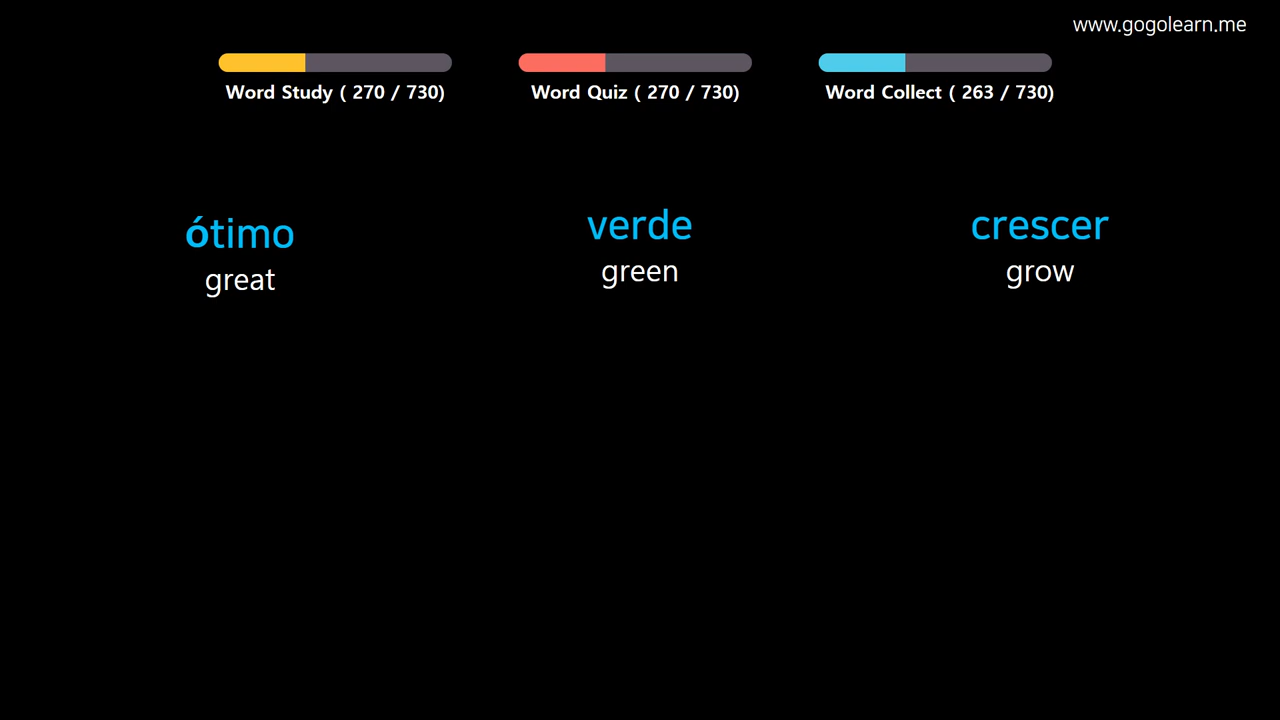 www.gogolearn.me
Word Study ( 270 / 730)
Word Quiz ( 270 / 730)
Word Collect ( 263 / 730)
ótimo
great
verde
green
crescer
grow